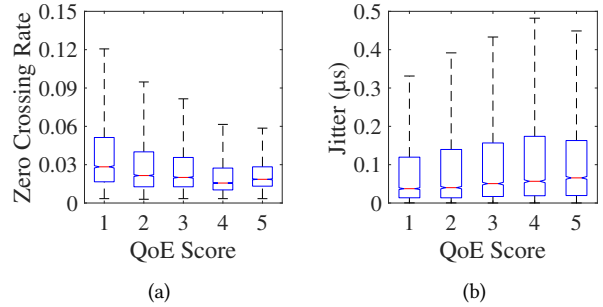 Zero Crossing Rate
0.15
0.12
0.09
0.06
0.03
0
1 2 3 4 5
QoE Score
(a)
Jitter (μs)
0.5
0.4
0.3
0.2
0.1
0
1 2 3 4 5
QoE Score
(b)